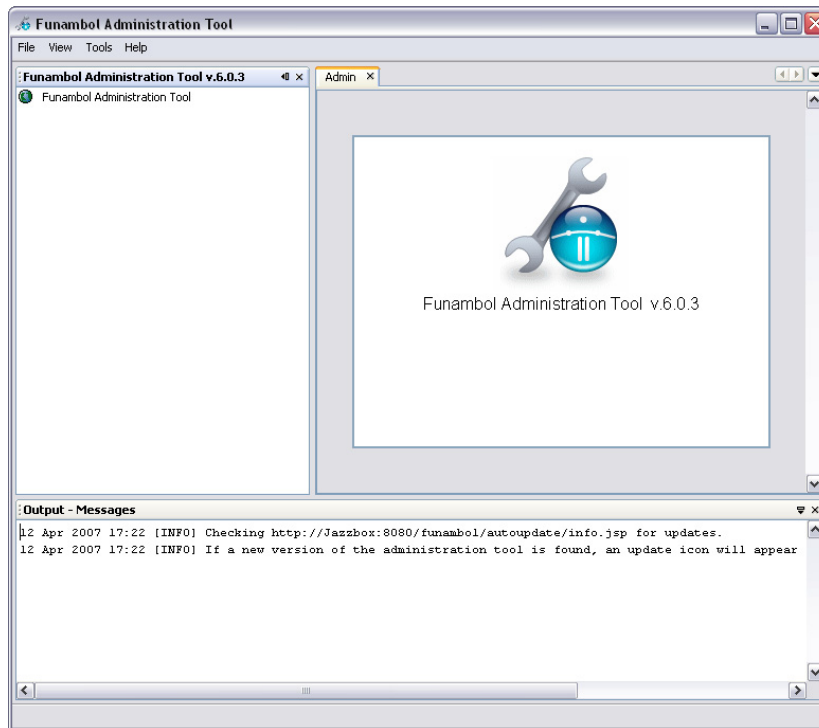 Funambol Administration Tool
File View Tools Help
Funambol Administration Tool v.6.0.3
Funambol Administration Tool
Admin
Funambol Administration Tool v.6.0.3
Output - Messages
12 Apr 2007 17:22 [INFO] Checking http://Jazzbox:8080/funambol/autoupdate/info.jsp for updates.
12 Apr 2007 17:22 [INFO] If a new version of the administration tool is found, an update icon will appear